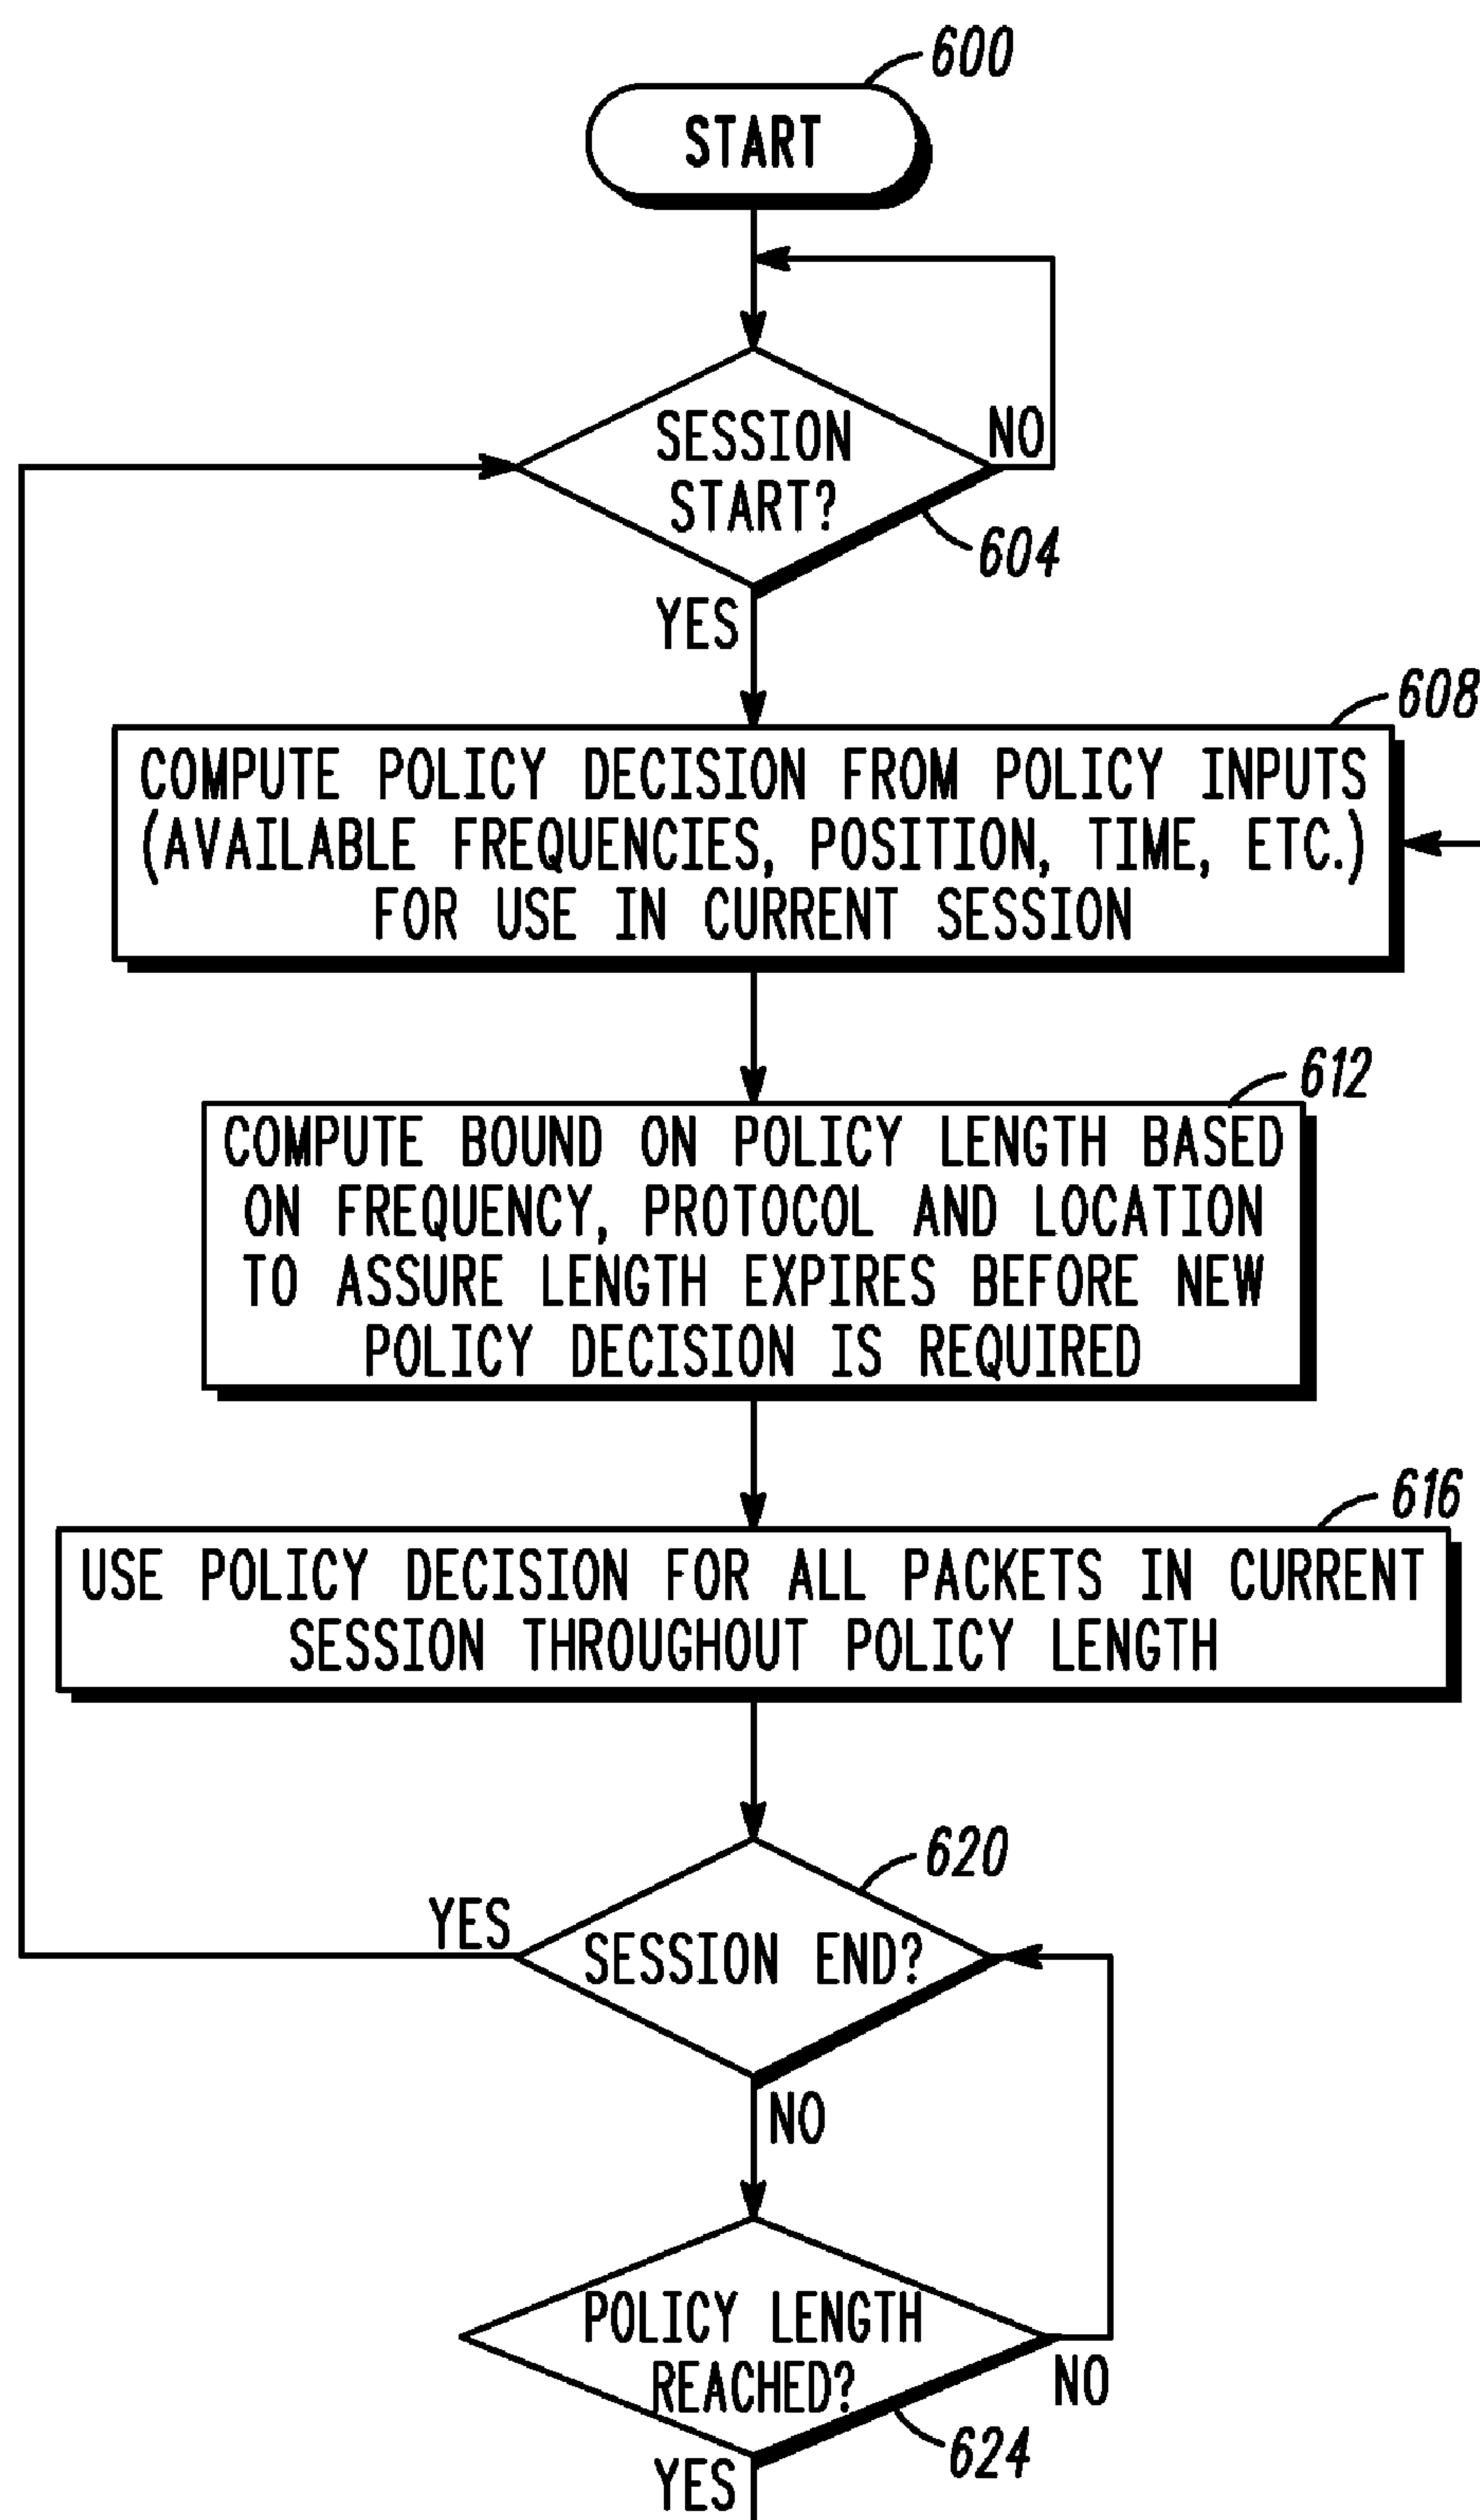 600
START
SESSION
START?
NO
604
YES
608
COMPUTE POLICY DECISION FROM POLICY INPUTS
(AVAILABLE FREQUENCIES, POSITION, TIME, ETC.)
FOR USE IN CURRENT SESSION
612
COMPUTE BOUND ON POLICY LENGTH BASED
ON FREQUENCY, PROTOCOL AND LOCATION
TO ASSURE LENGTH EXPIRES BEFORE NEW
POLICY DECISION IS REQUIRED
616
USE POLICY DECISION FOR ALL PACKETS IN CURRENT
SESSION THROUGHOUT POLICY LENGTH
620
YES
SESSION END?
NO
POLICY LENGTH
REACHED?
NO
624
YES